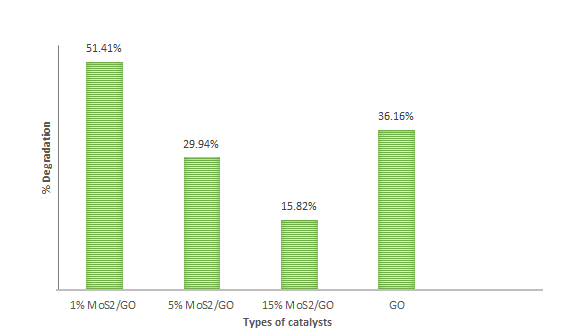 51.41%
36.16%
29.94%
15.82%
% Degradation
1% MoS2/GO 5% MoS2/GO 15% MoS2/GO GO
Types of catalysts